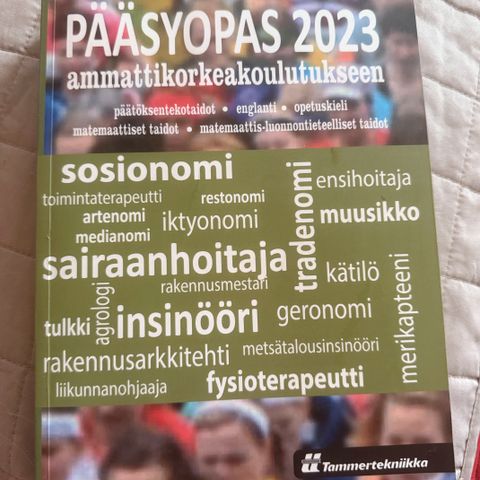 PÄÄSYOPAS 2023
ammattikorkeakoulutukseen
päätöksentekotaidot • englanti • opetuskieli
matemaattiset taidot • matemaattis-luonnontieteelliset taidot
sosionomi
ensihoitaja
toimintaterapeutti
restonomi
tradenomi
artenomi
iktyonomi
muusikko
medianomi
sairaanhoitaja
kätilö
rakennusmestari
merikapteeni
agrologi
insinööri
geronomi
tulkki
rakennusarkkitehti
metsätalousinsinööri
liikunnanohjaaja
fysioterapeutti
tt Tammertekniikka